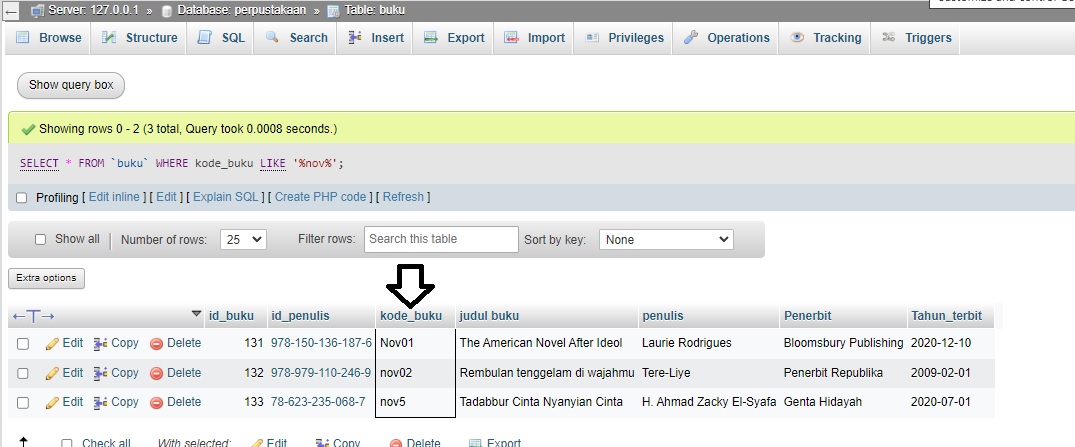 Server: 127.0.0.1 » Database: perpustakaan » Table: buku
Browse Structure SQL Search Insert Export Import Privileges Operations Tracking Triggers
Show query box
Showing rows 0 - 2 (3 total, Query took 0.0008 seconds.)
SELECT * FROM `buku` WHERE kode_buku LIKE '%nov%';
Profiling [ Edit inline ] [ Edit ] [ Explain SQL ] [ Create PHP code ] [ Refresh ]
Show all Number of rows: 25 Filter rows: Search this table Sort by key: None
Extra options
id_buku id_penulis kode_buku judul buku penulis Penerbit Tahun_terbit
Edit Copy Delete 131 978-150-136-187-6 Nov01 The American Novel After Ideol Laurie Rodrigues Bloomsbury Publishing 2020-12-10
Edit Copy Delete 132 978-979-110-246-9 nov02 Rembulan tenggelam di wajahmu Tere-Liye Penerbit Republika 2009-02-01
Edit Copy Delete 133 78-623-235-068-7 nov5 Tadabbur Cinta Nyanyian Cinta H. Ahmad Zacky El-Syafa Genta Hidayah 2020-07-01
Check all With selected: Edit Copy Delete Export